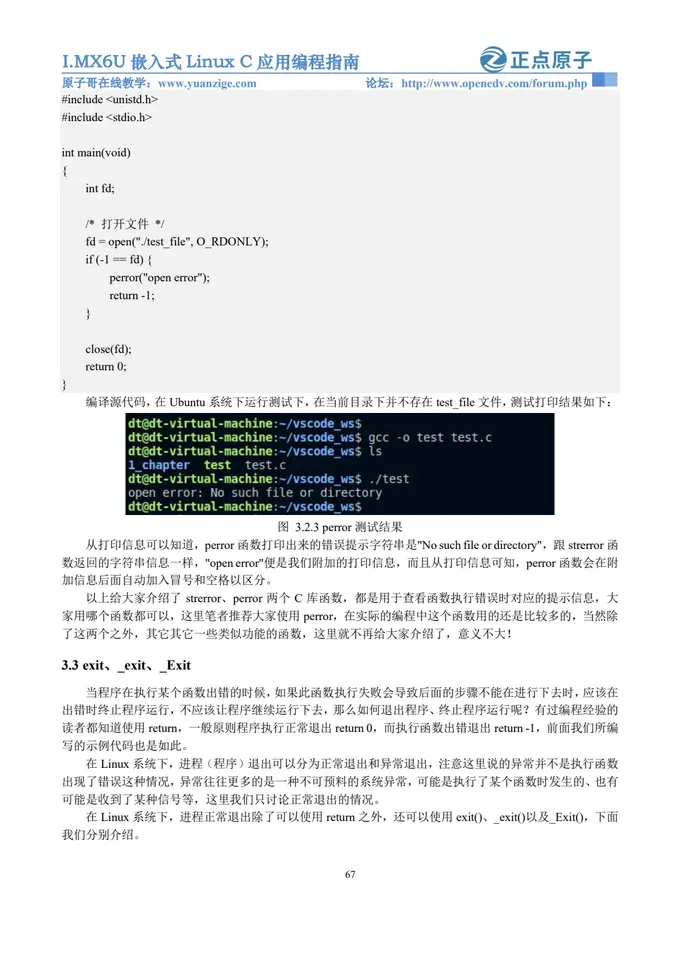 I.MX6U 嵌入式 Linux C 应用编程指南
正点原子
原子哥在线教学：www.yuanzige.com
论坛：http://www.openedv.com/forum.php
#include <unistd.h>
#include <stdio.h>
int main(void)
{
int fd;
/* 打开文件 */
fd = open("./test_file", O_RDONLY);
if (-1 == fd) {
perror("open error");
return -1;
}
close(fd);
return 0;
}
编译源代码，在 Ubuntu 系统下运行测试下，在当前目录下并不存在 test_file 文件，测试打印结果如下：
dt@dt-virtual-machine:~/vscode_ws$
dt@dt-virtual-machine:~/vscode_ws$ gcc -o test test.c
dt@dt-virtual-machine:~/vscode_ws$ ls
1_chapter test test.c
dt@dt-virtual-machine:~/vscode_ws$ ./test
open error: No such file or directory
dt@dt-virtual-machine:~/vscode_ws$
图 3.2.3 perror 测试结果
从打印信息可以知道，perror 函数打印出来的错误提示字符串是"No such file or directory"，跟 strerror 函
数返回的字符串信息一样，"open error"便是我们附加的打印信息，而且从打印信息可知，perror 函数会在附
加信息后面自动加入冒号和空格以区分。
以上给大家介绍了 strerror、perror 两个 C 库函数，都是用于查看函数执行错误时对应的提示信息，大
家用哪个函数都可以，这里笔者推荐大家使用 perror，在实际的编程中这个函数用的还是比较多的，当然除
了这两个之外，其它其它一些类似功能的函数，这里就不再给大家介绍了，意义不大！
3.3 exit、_exit、_Exit
当程序在执行某个函数出错的时候，如果此函数执行失败会导致后面的步骤不能在进行下去时，应该在
出错时终止程序运行，不应该让程序继续运行下去，那么如何退出程序、终止程序运行呢？有过编程经验的
读者都知道使用 return，一般原则程序执行正常退出 return 0，而执行函数出错退出 return -1，前面我们所编
写的示例代码也是如此。
在 Linux 系统下，进程（程序）退出可以分为正常退出和异常退出，注意这里说的异常并不是执行函数
出现了错误这种情况，异常往往更多的是一种不可预料的系统异常，可能是执行了某个函数时发生的、也有
可能是收到了某种信号等，这里我们只讨论正常退出的情况。
在 Linux 系统下，进程正常退出除了可以使用 return 之外，还可以使用 exit()、_exit()以及_Exit()，下面
我们分别介绍。
67